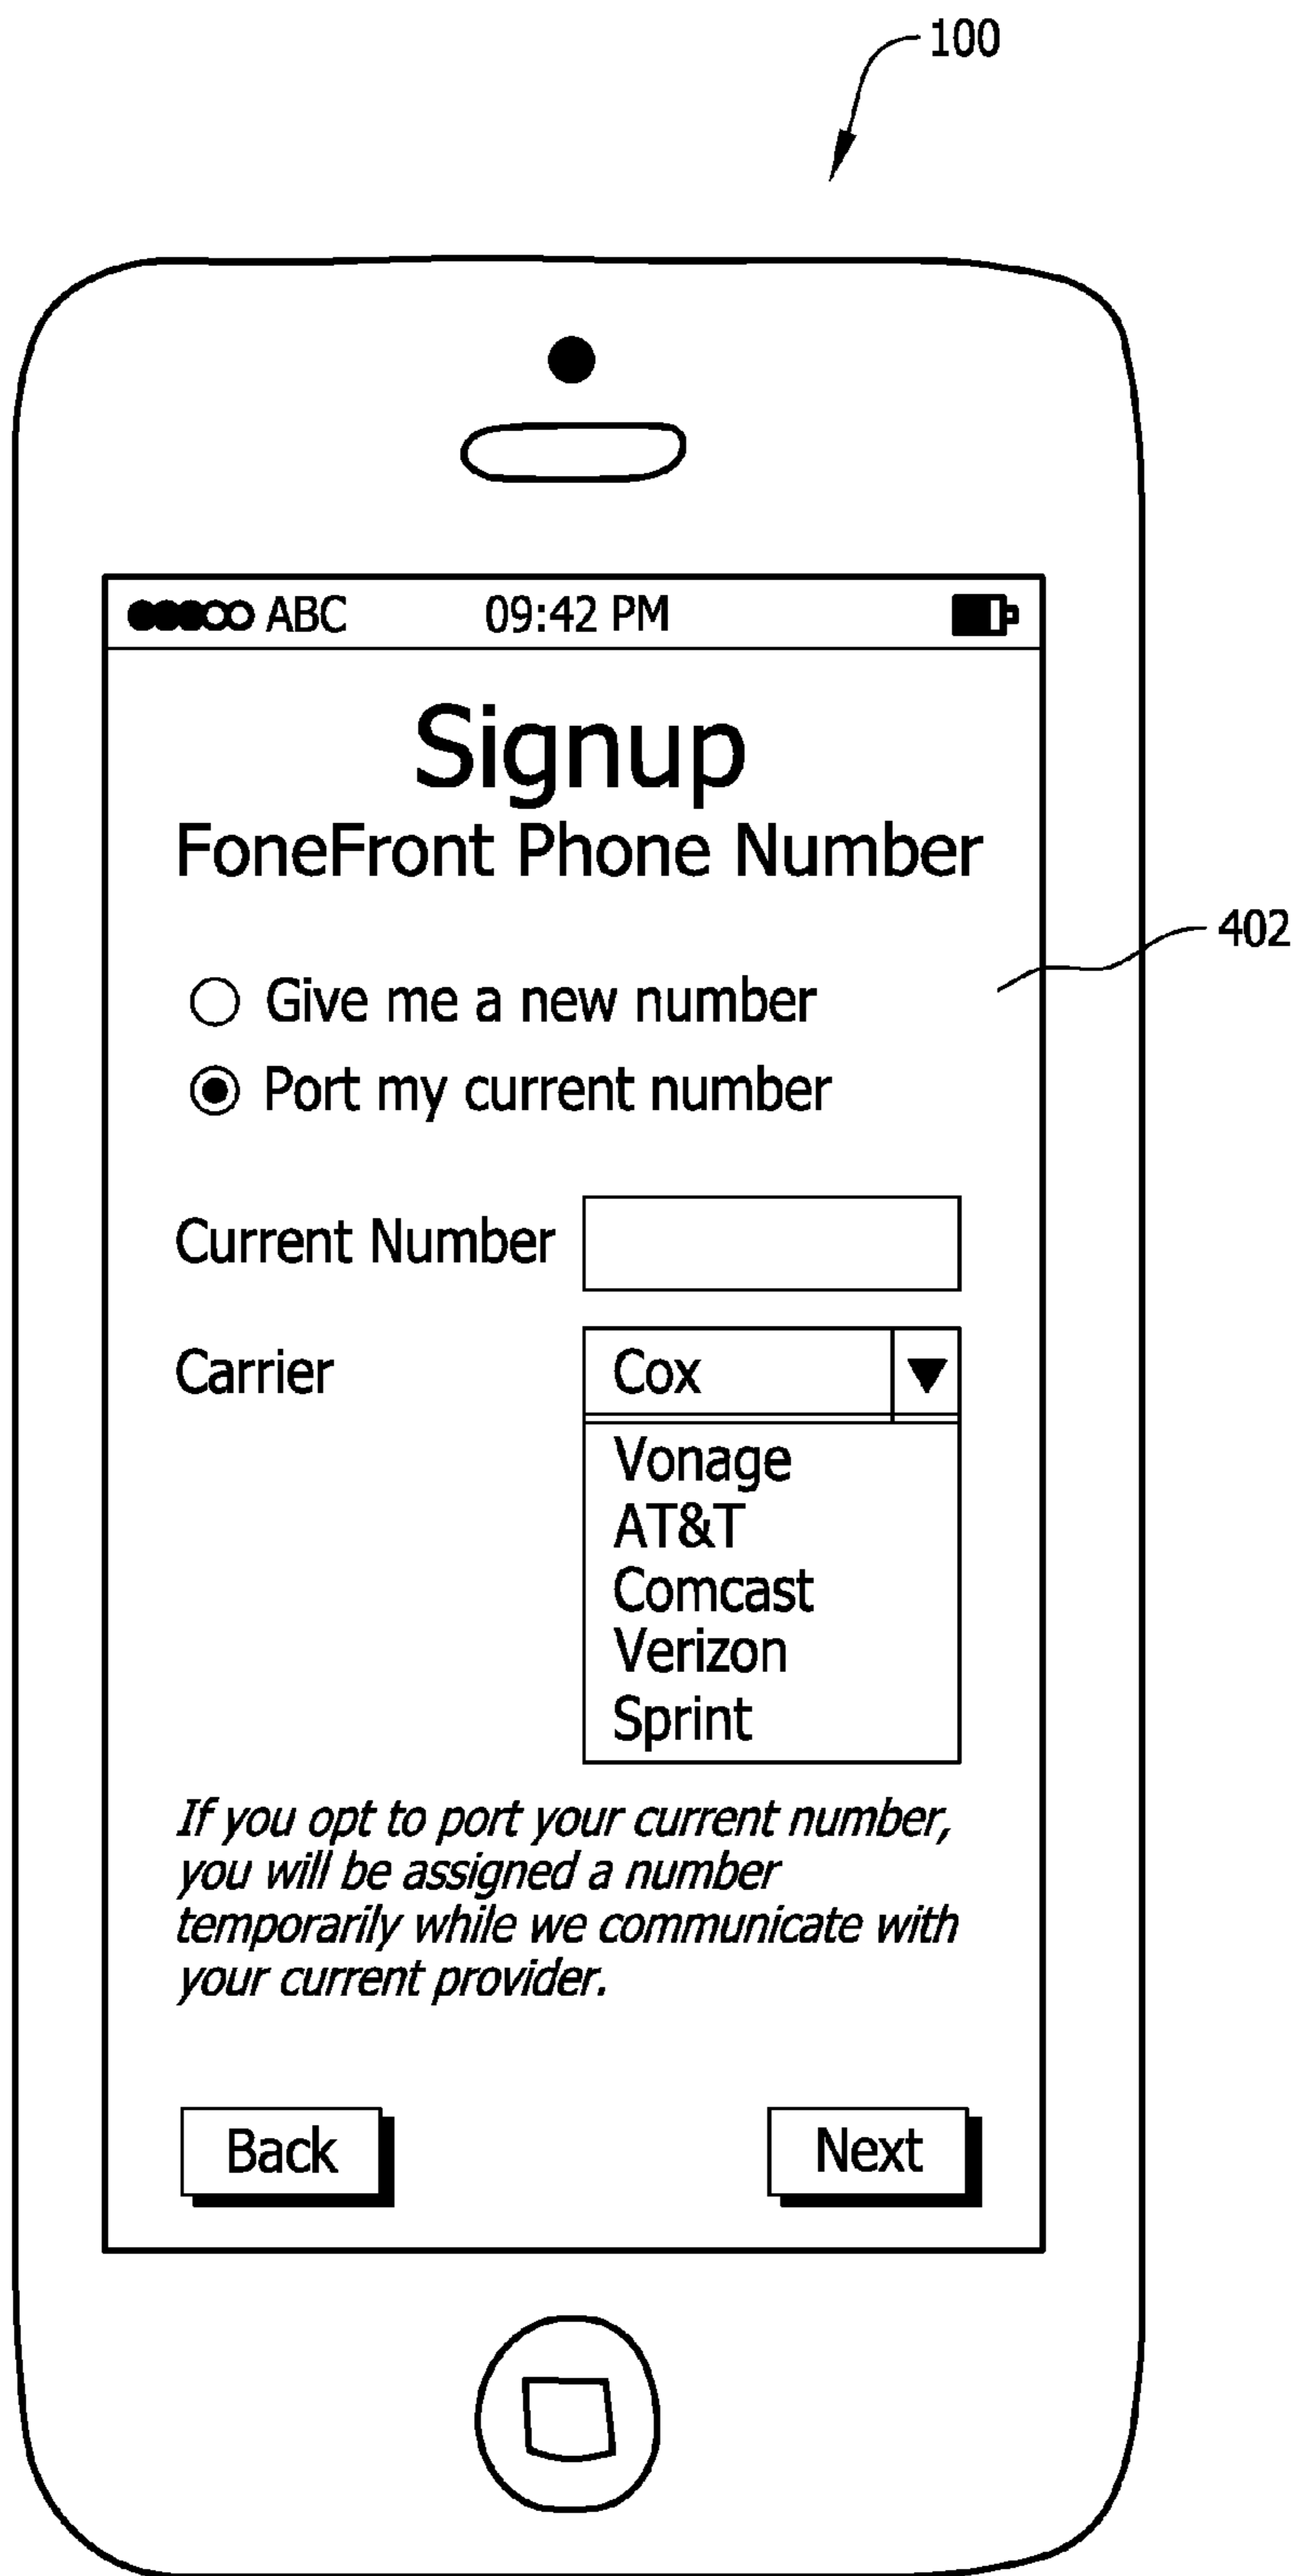 100
ABC 09:42 PM
Signup
FoneFront Phone Number
402
Give me a new number
Port my current number
Current Number
Carrier Cox
Vonage
AT&T
Comcast
Verizon
Sprint
If you opt to port your current number,
you will be assigned a number
temporarily while we communicate with
your current provider.
Back Next